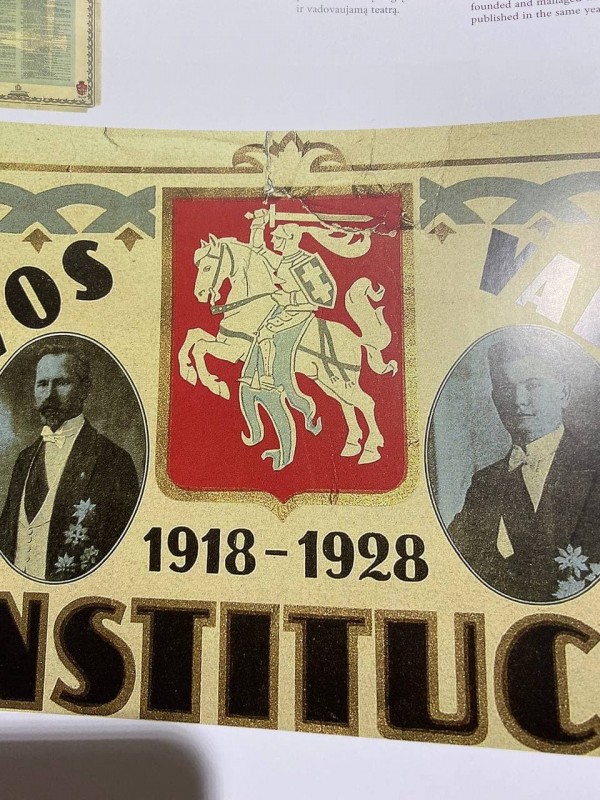 ir vadovaujamą teatrą.
founded and managed
published in the same yea
OS
VA
1918–1928
NSTITUC